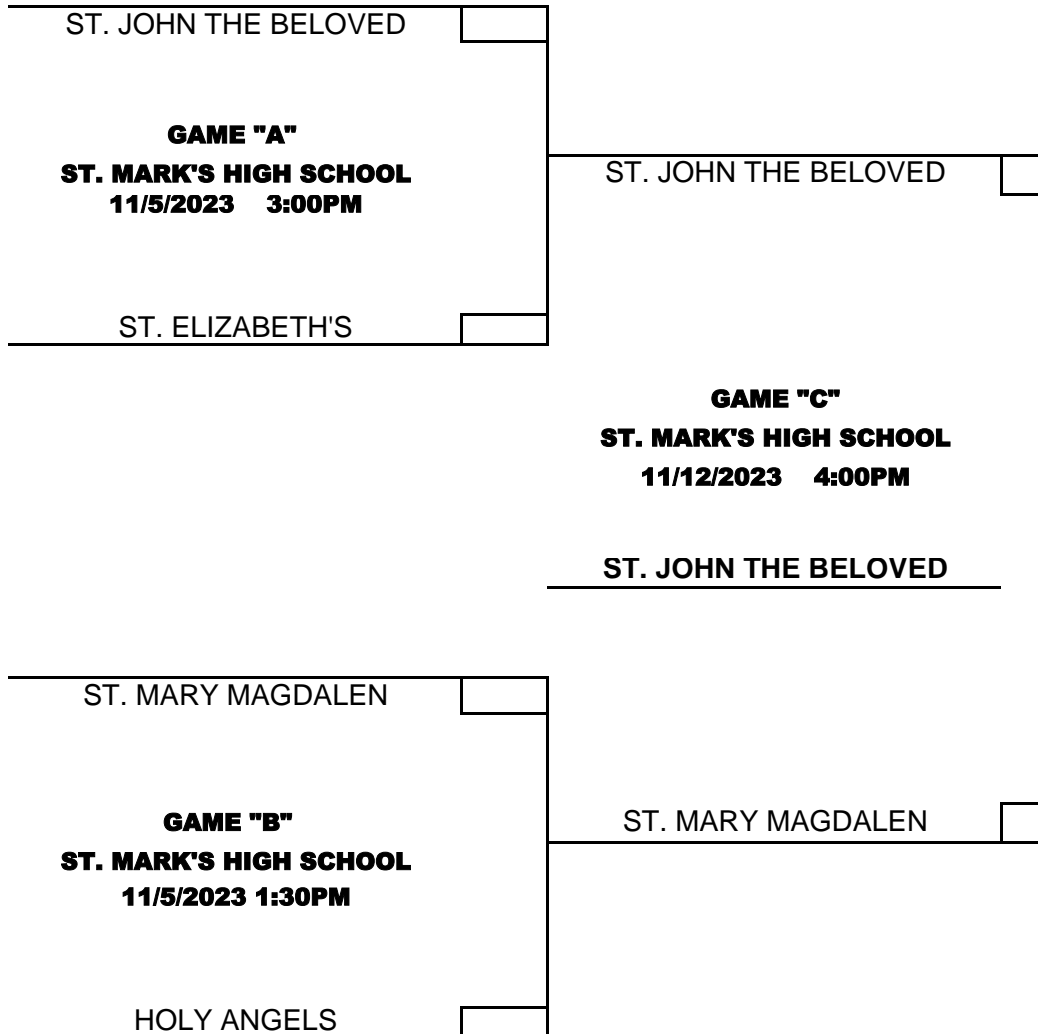 ST. JOHN THE BELOVED
GAME "A"
ST. MARK'S HIGH SCHOOL
11/5/2023 3:00PM
ST. JOHN THE BELOVED
ST. ELIZABETH'S
GAME "C"
ST. MARK'S HIGH SCHOOL
11/12/2023 4:00PM
ST. JOHN THE BELOVED
ST. MARY MAGDALEN
GAME "B"
ST. MARK'S HIGH SCHOOL
11/5/2023 1:30PM
ST. MARY MAGDALEN
HOLY ANGELS